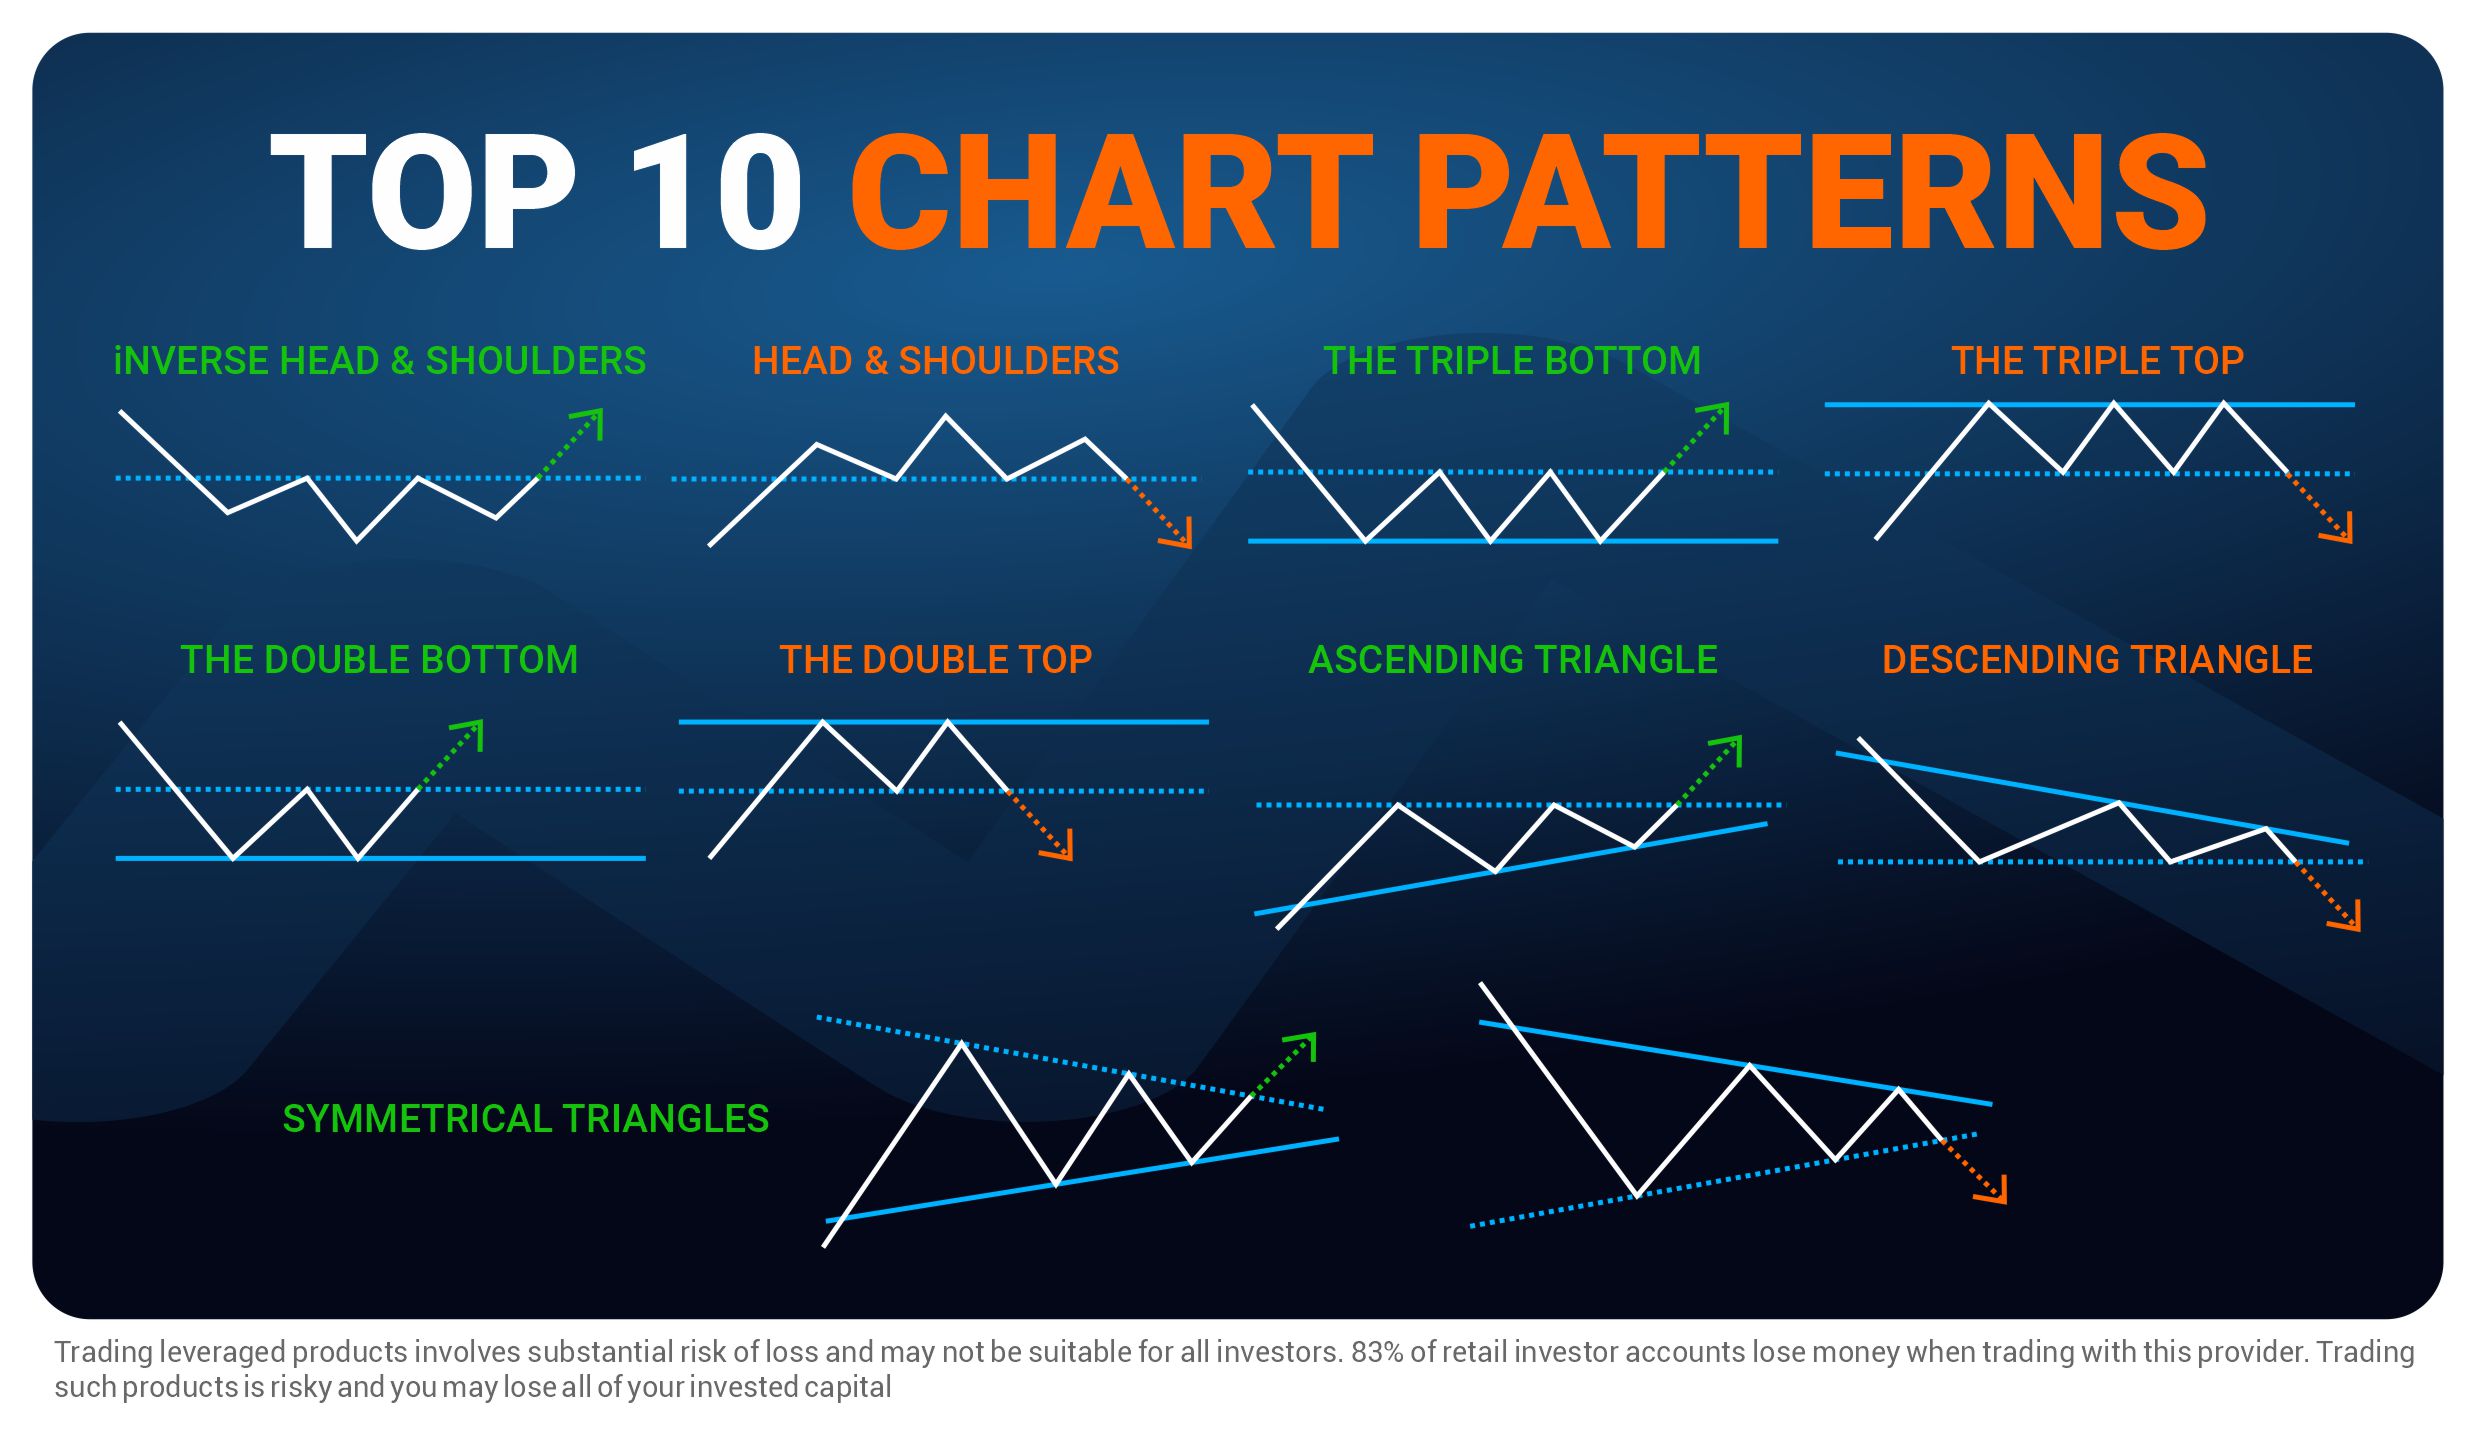 TOP 10 CHART PATTERNS
iNVERSE HEAD & SHOULDERS
HEAD & SHOULDERS
THE TRIPLE BOTTOM
THE TRIPLE TOP
THE DOUBLE BOTTOM
THE DOUBLE TOP
ASCENDING TRIANGLE
DESCENDING TRIANGLE
SYMMETRICAL TRIANGLES
Trading leveraged products involves substantial risk of loss and may not be suitable for all investors. 83% of retail investor accounts lose money when trading with this provider. Trading
such products is risky and you may lose all of your invested capital